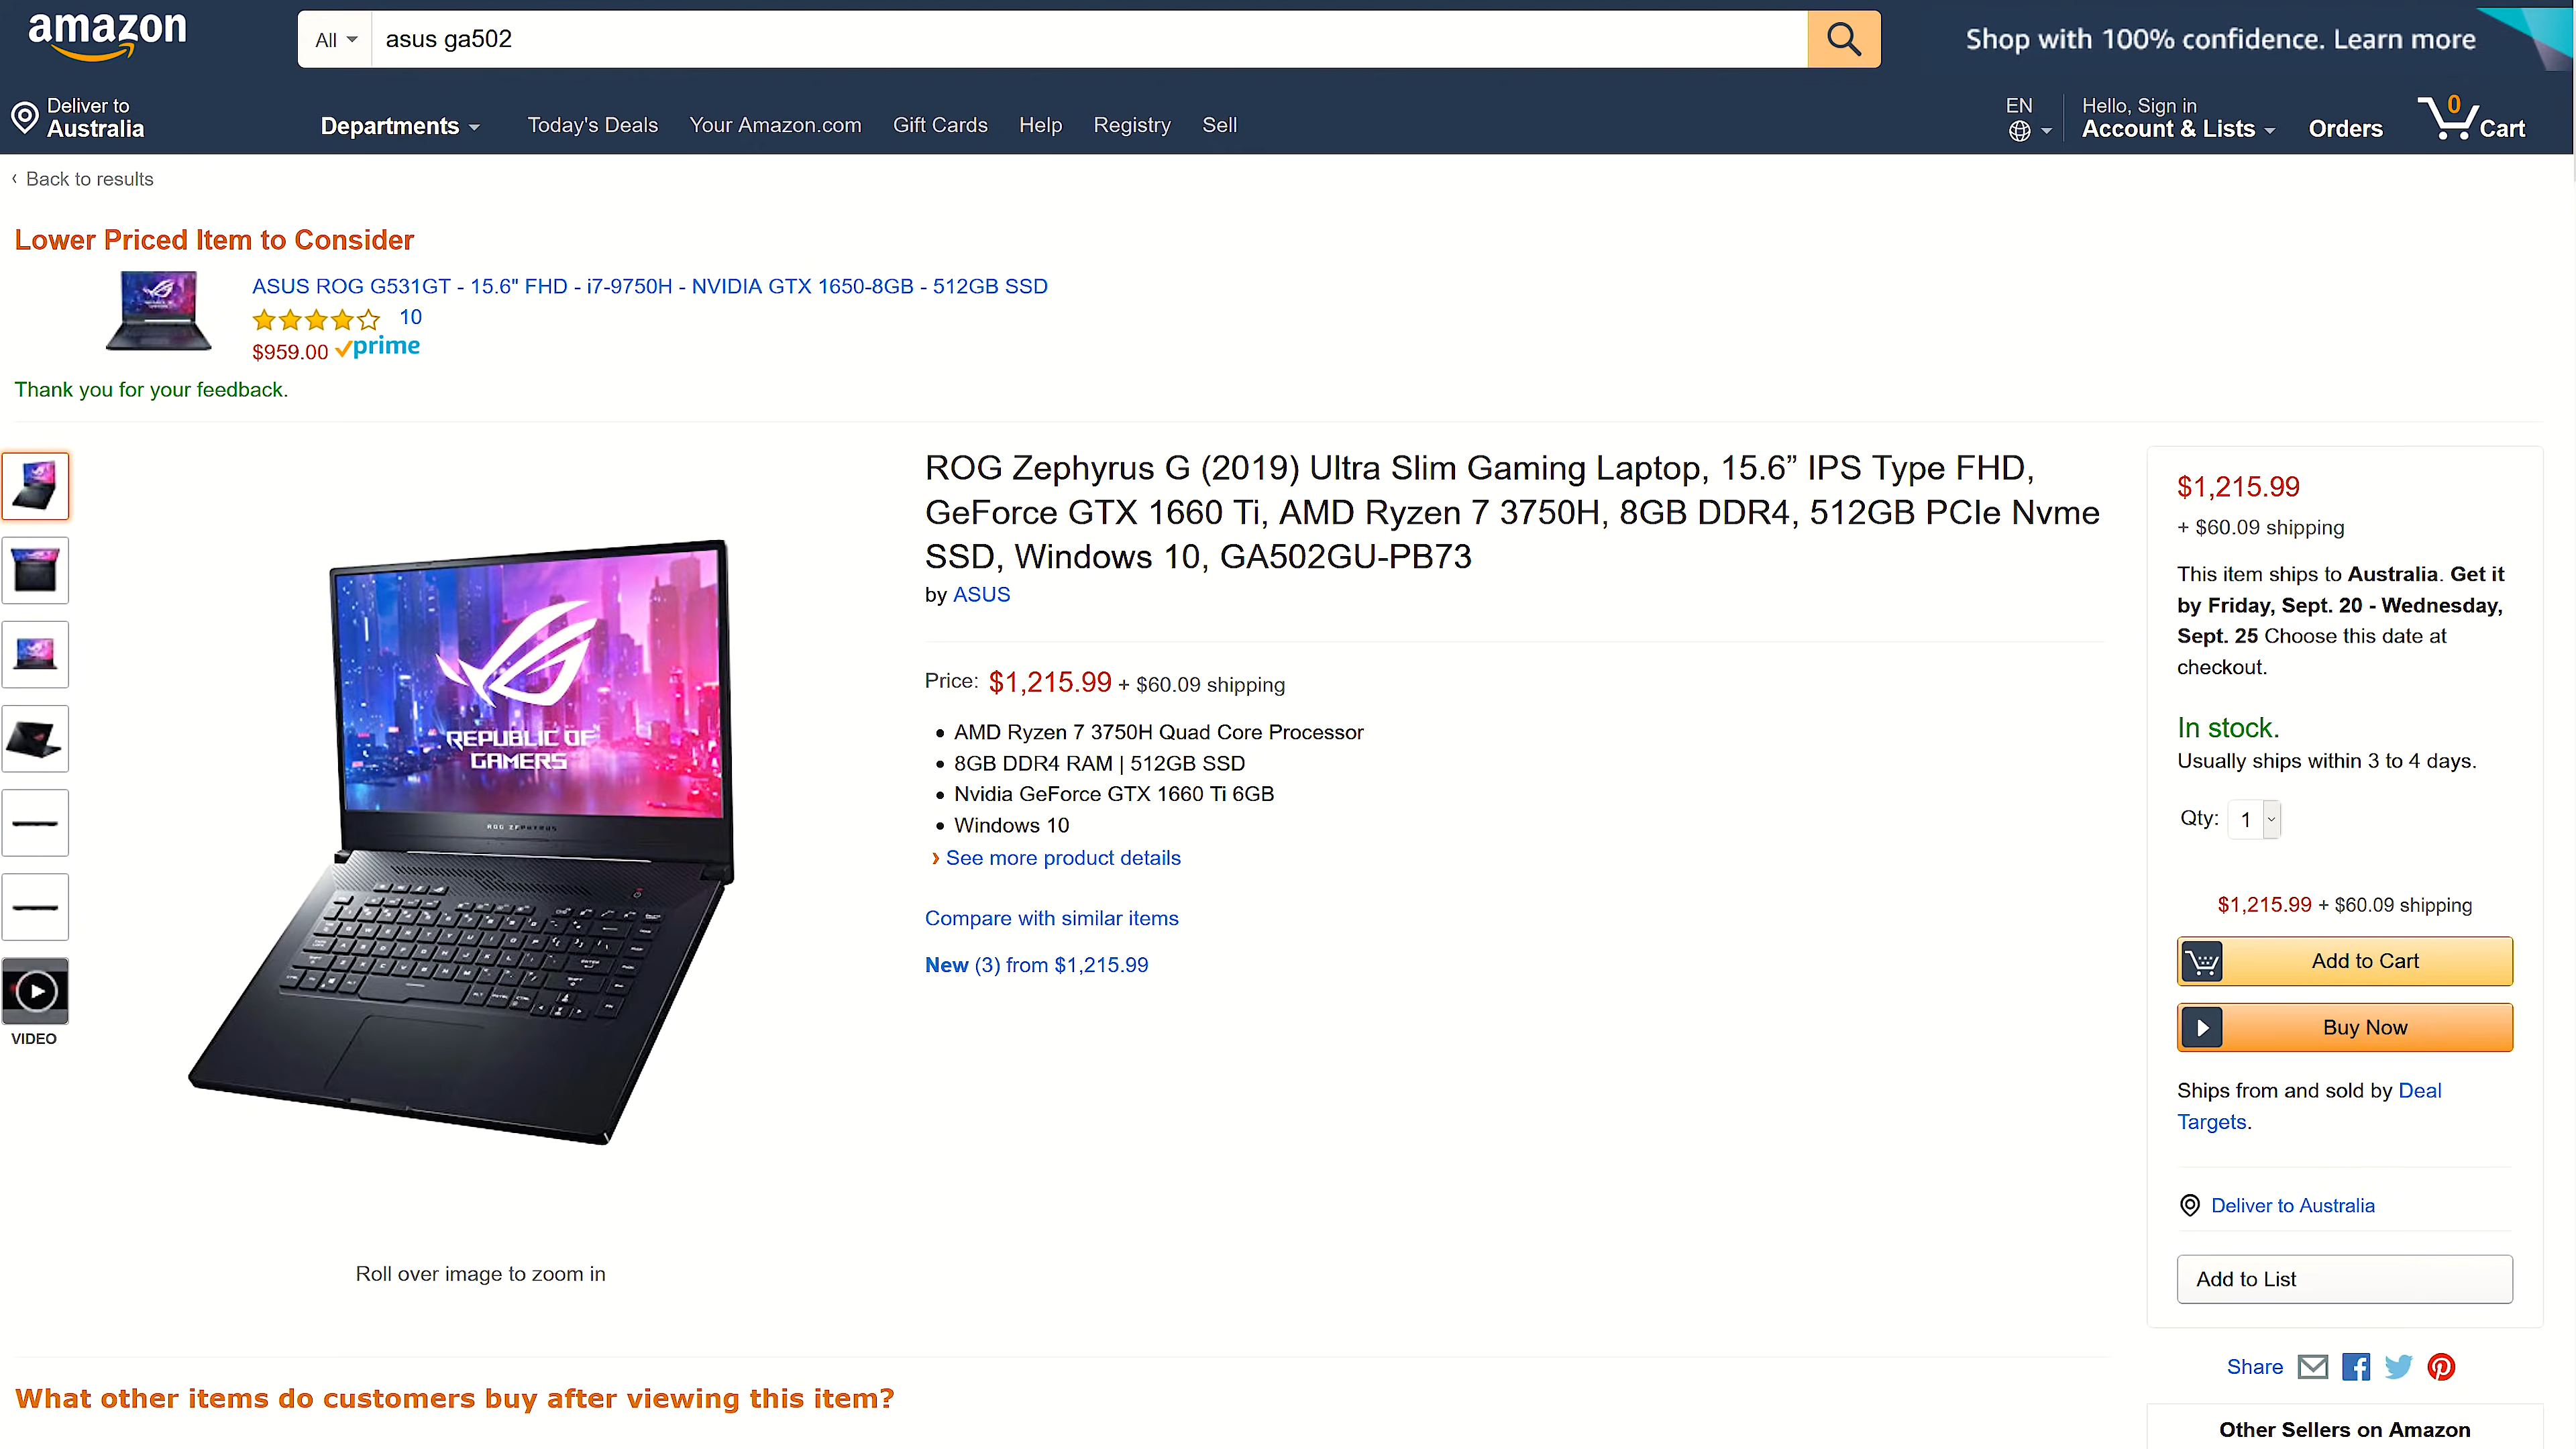 amazon
All
asus ga502
Shop with 100% confidence. Learn more
Deliver to
Australia
Departments
Today's Deals
Your Amazon.com
Gift Cards
Help
Registry
Sell
EN
Hello, Sign in
Account & Lists
Orders
0
Cart
‹ Back to results
Lower Priced Item to Consider
ASUS ROG G531GT - 15.6" FHD - i7-9750H - NVIDIA GTX 1650-8GB - 512GB SSD
10
$959.00 prime
Thank you for your feedback.
VIDEO
REPUBLIC OF
GAMERS
ROG ZEPHYRUS
Roll over image to zoom in
ROG Zephyrus G (2019) Ultra Slim Gaming Laptop, 15.6” IPS Type FHD,
GeForce GTX 1660 Ti, AMD Ryzen 7 3750H, 8GB DDR4, 512GB PCIe Nvme
SSD, Windows 10, GA502GU-PB73
by ASUS
Price: $1,215.99 + $60.09 shipping
• AMD Ryzen 7 3750H Quad Core Processor
• 8GB DDR4 RAM | 512GB SSD
• Nvidia GeForce GTX 1660 Ti 6GB
• Windows 10
› See more product details
Compare with similar items
New (3) from $1,215.99
$1,215.99
+ $60.09 shipping
This item ships to Australia. Get it
by Friday, Sept. 20 - Wednesday,
Sept. 25 Choose this date at
checkout.
In stock.
Usually ships within 3 to 4 days.
Qty: 1
$1,215.99 + $60.09 shipping
Add to Cart
Buy Now
Ships from and sold by Deal
Targets.
Deliver to Australia
Add to List
Share
Other Sellers on Amazon
What other items do customers buy after viewing this item?